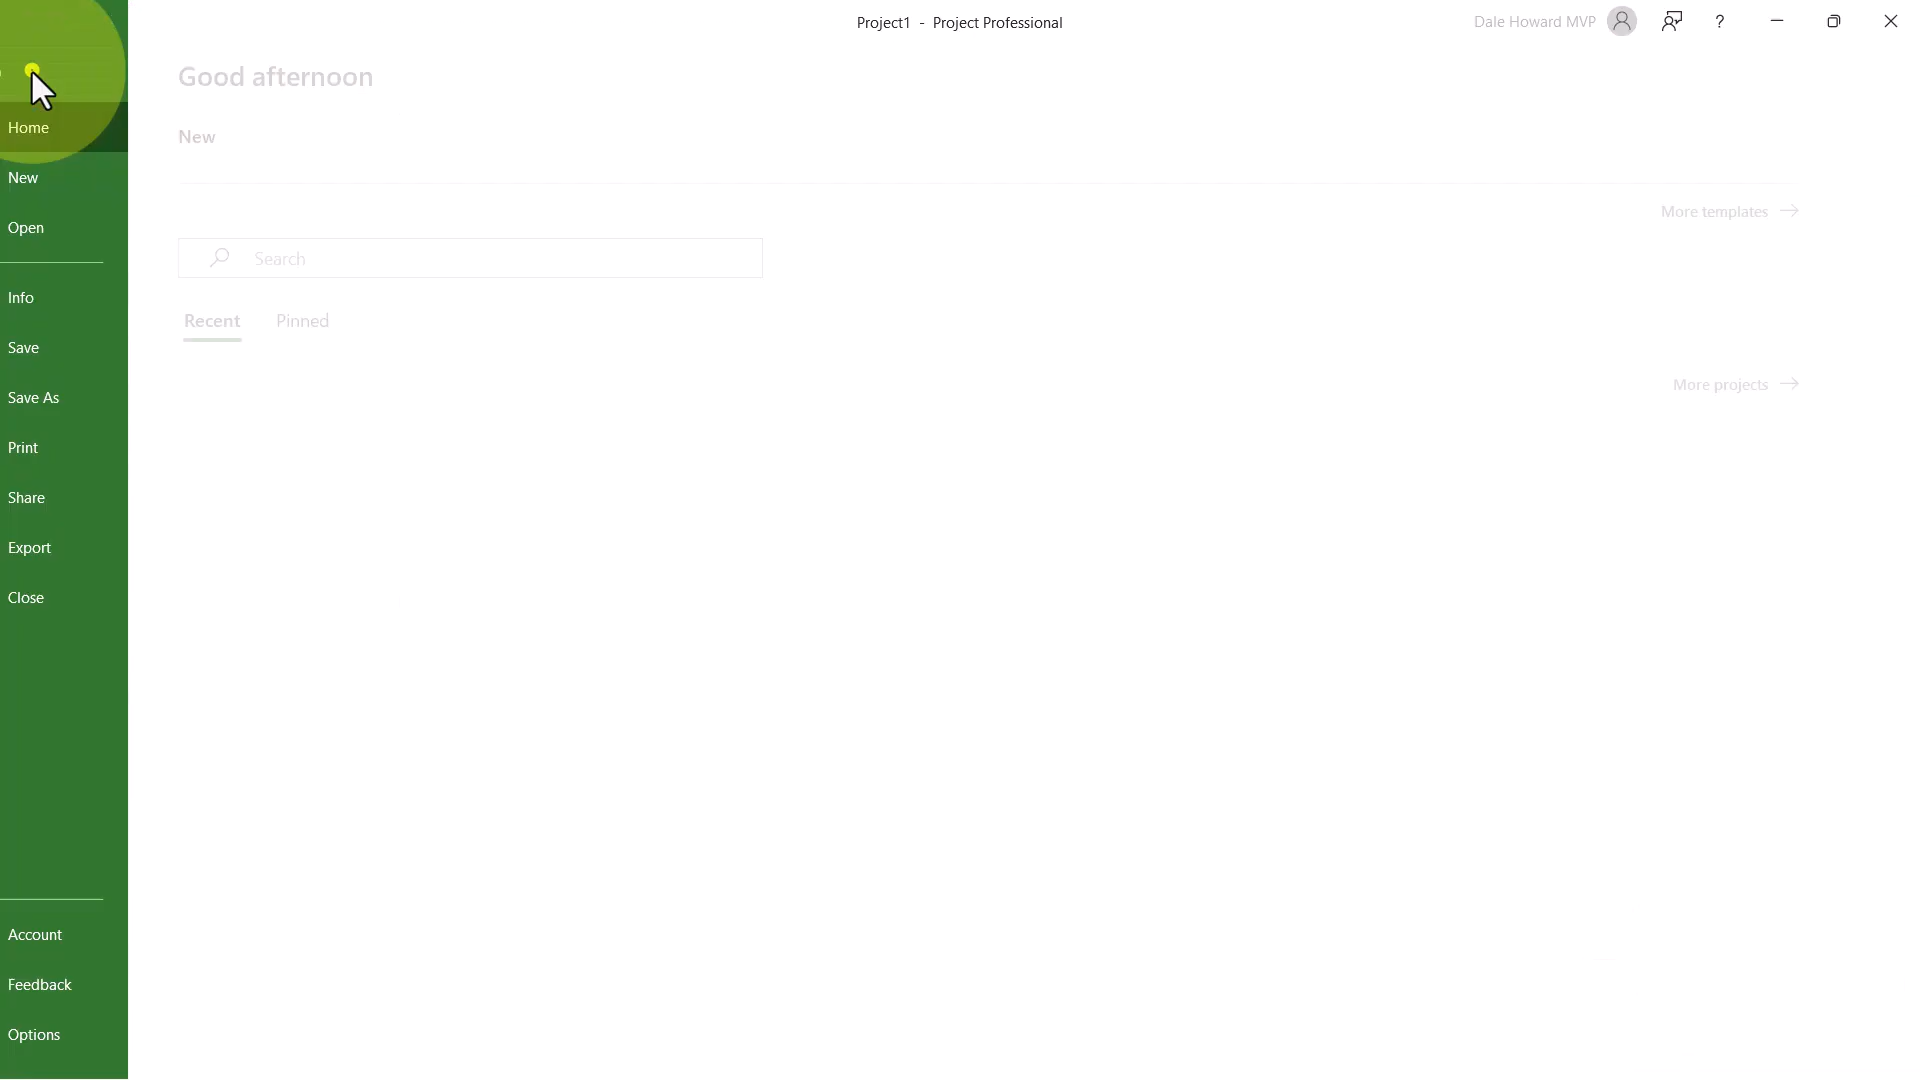 Project1 - Project Professional
Dale Howard MVP
?
Good afternoon
Home
New
New
More templates
Open
Search
Info
Recent Pinned
Save
More projects
Save As
Print
Share
Export
Close
Account
Feedback
Options